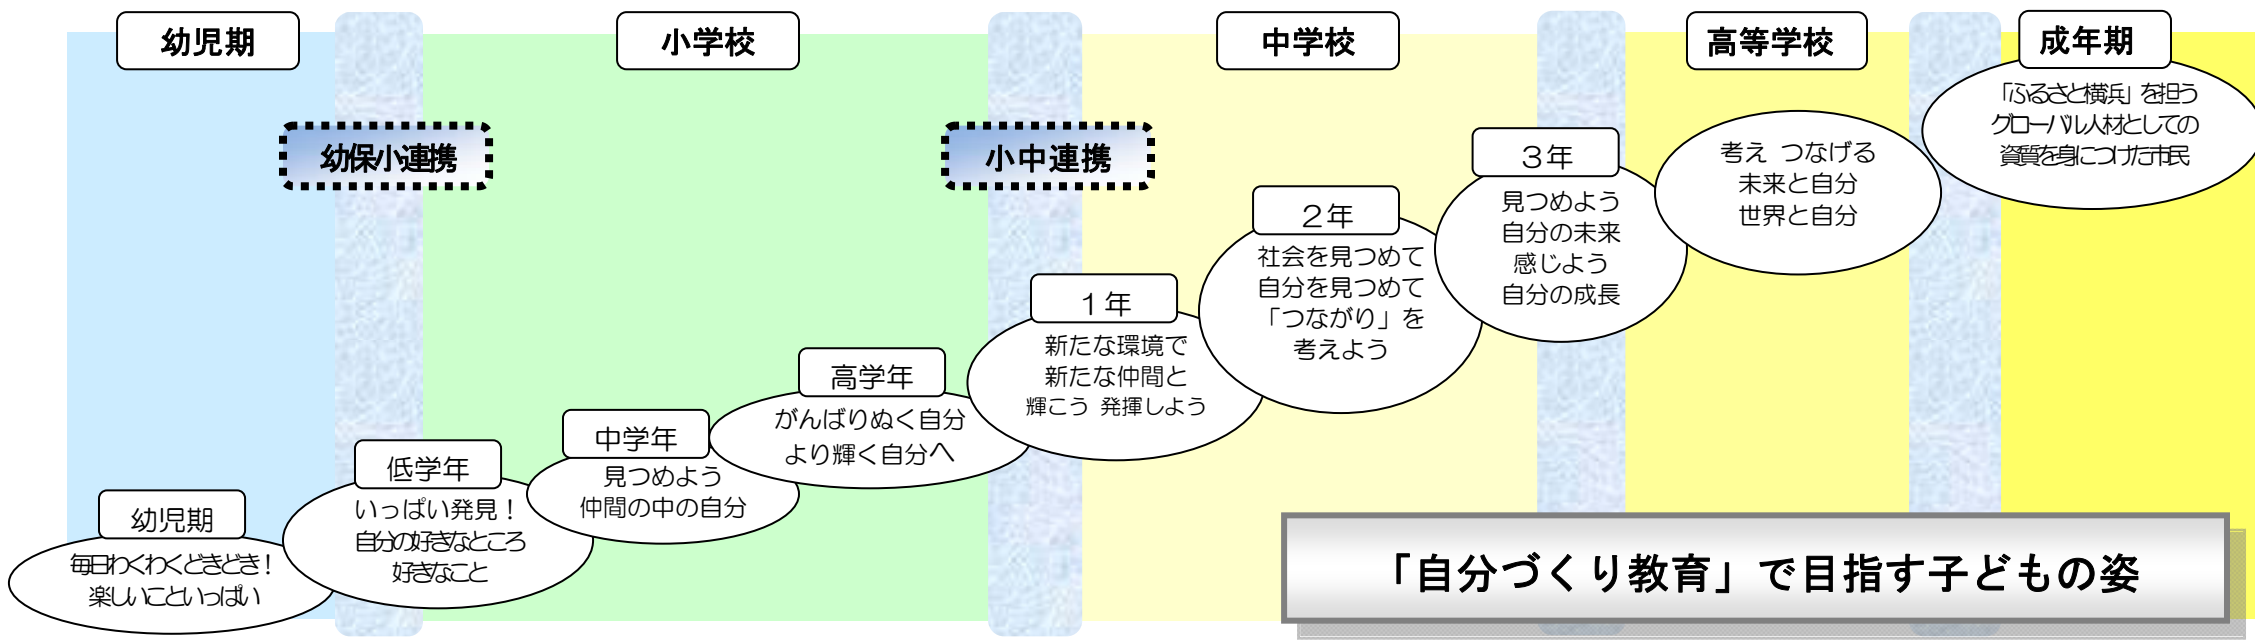 幼児期
小学校
中学校
高等学校
成年期
幼保小連携
小中連携
幼児期
毎日わくわくどきどき!
楽しいこといっぱい
低学年
いっぱい発見!
自分の好きなところ
好きなこと
中学年
見つめよう
仲間の中の自分
高学年
がんばりぬく自分
より輝く自分へ
1年
新たな環境で
新たな仲間と
輝こう 発揮しよう
2年
社会を見つめて
自分を見つめて
「つながり」を
考えよう
3年
見つめよう
自分の未来
感じよう
自分の成長
考え つなげる
未来と自分
世界と自分
「ふるさと横浜」を担う
グローバル人材としての
資質を身につけた市民
「自分づくり教育」で目指す子どもの姿